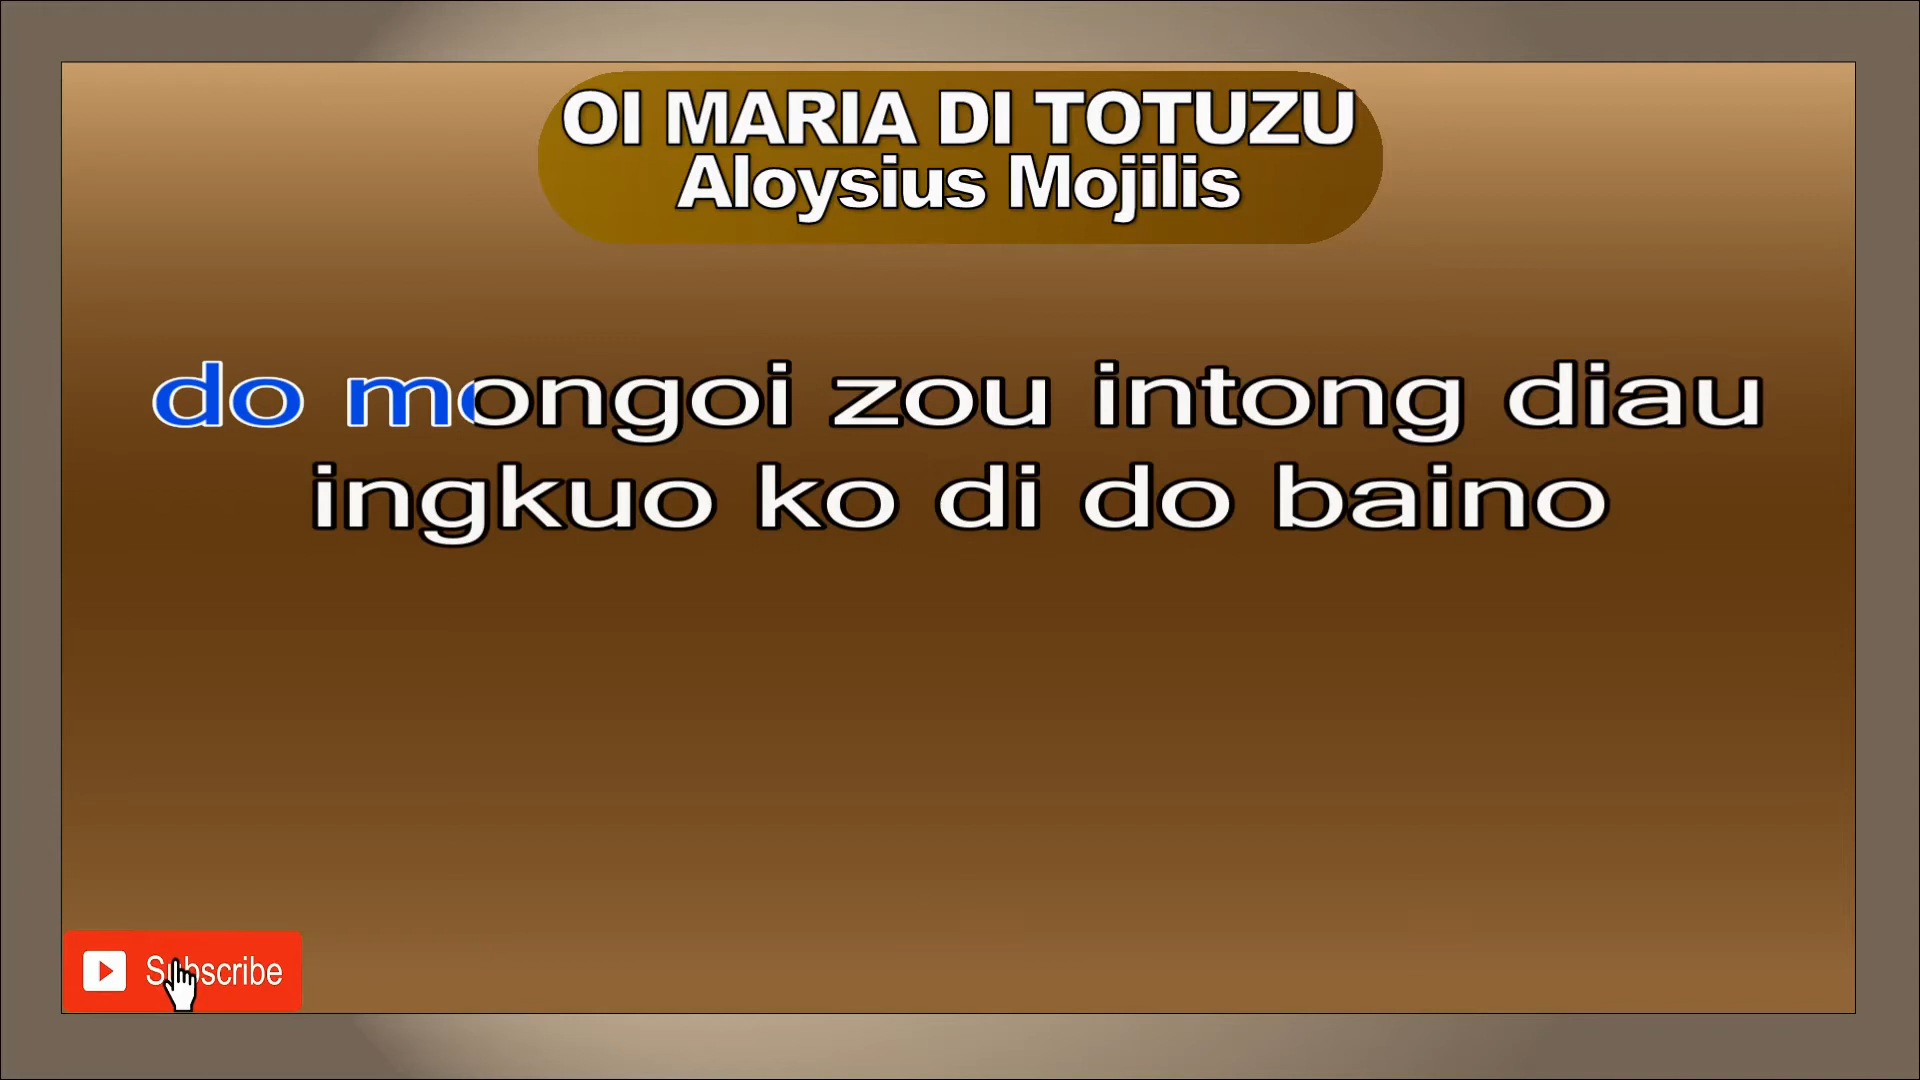 OI MARIA DI TOTUZU
Aloysius Mojilis
do mongoi zou intong diau
ingkuo ko di do baino
Subscribe